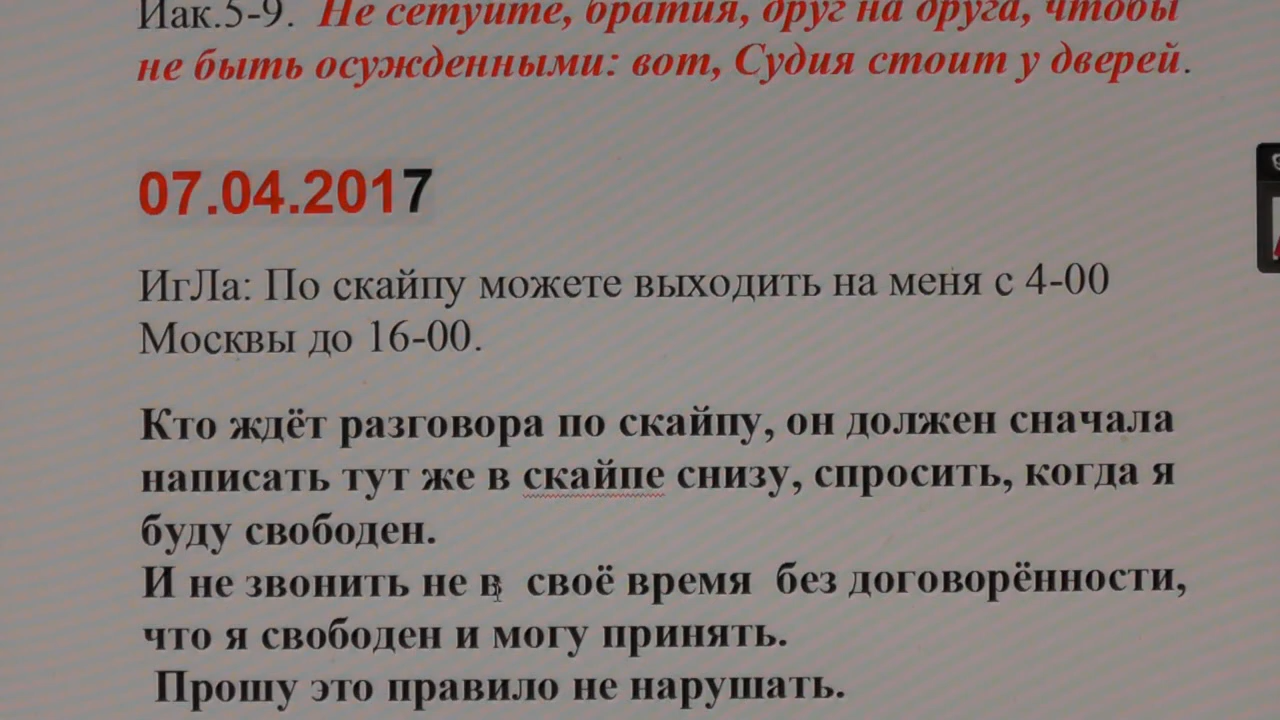 Иак.5-9. Не сетуйте, братия, друг на друга, чтобы
не быть осужденными: вот, Судия стоит у дверей.
07.04.2017
ИгЛа: По скайпу можете выходить на меня с 4-00
Москвы до 16-00.
Кто ждёт разговора по скайпу, он должен сначала
написать тут же в скайпе снизу, спросить, когда я
буду свободен.
И не звонить не в своё время без договорённости,
что я свободен и могу принять.
Прошу это правило не нарушать.